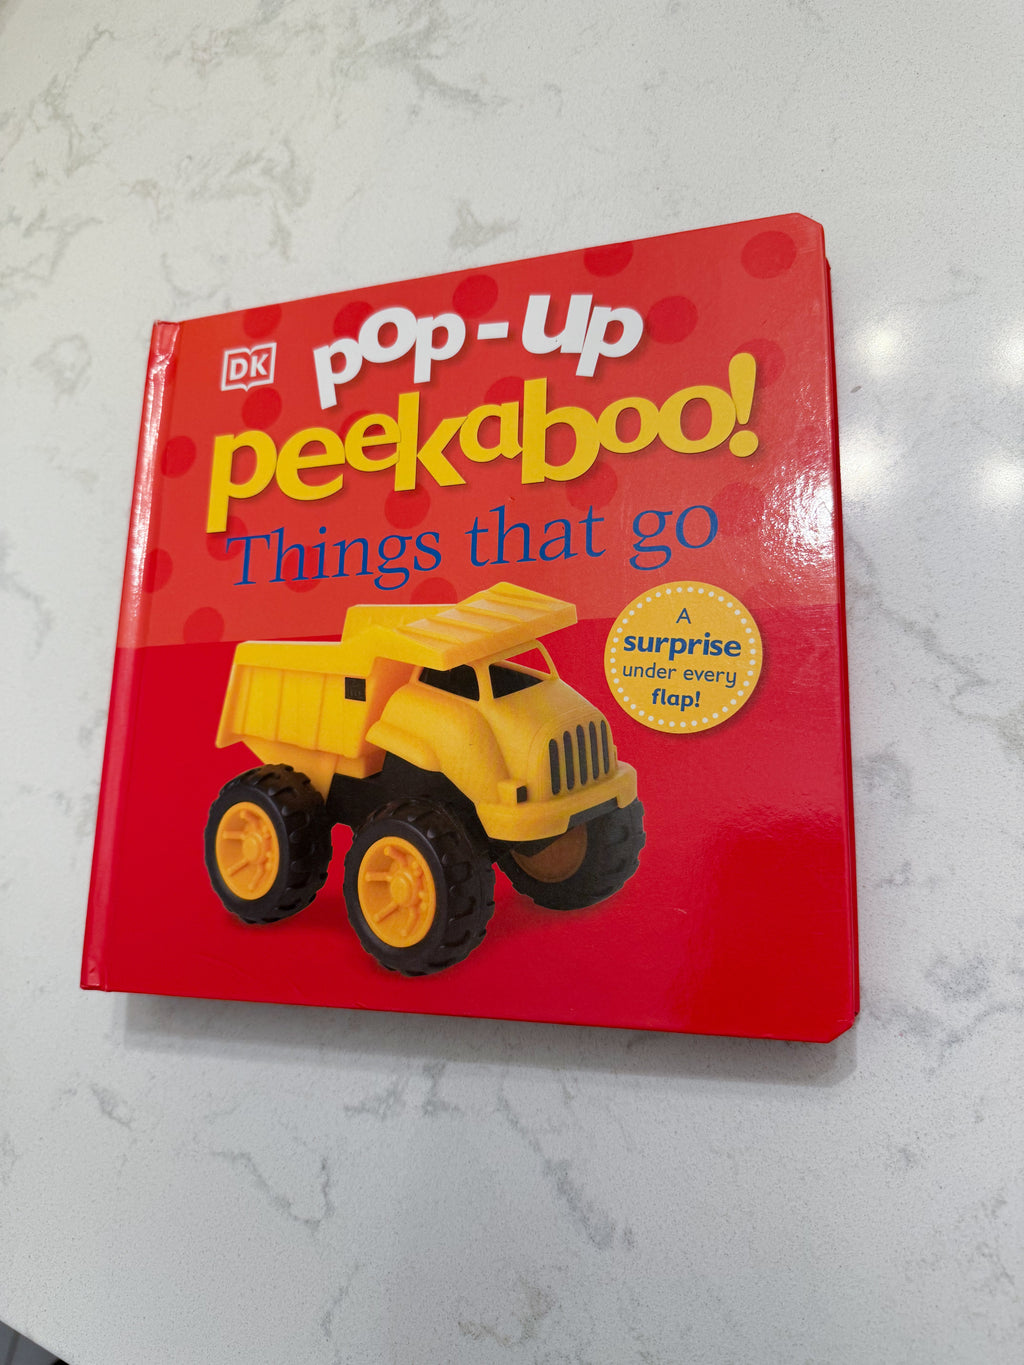 DK
pop-up
peekaboo!
Things that go
A
surprise
under every
flap!